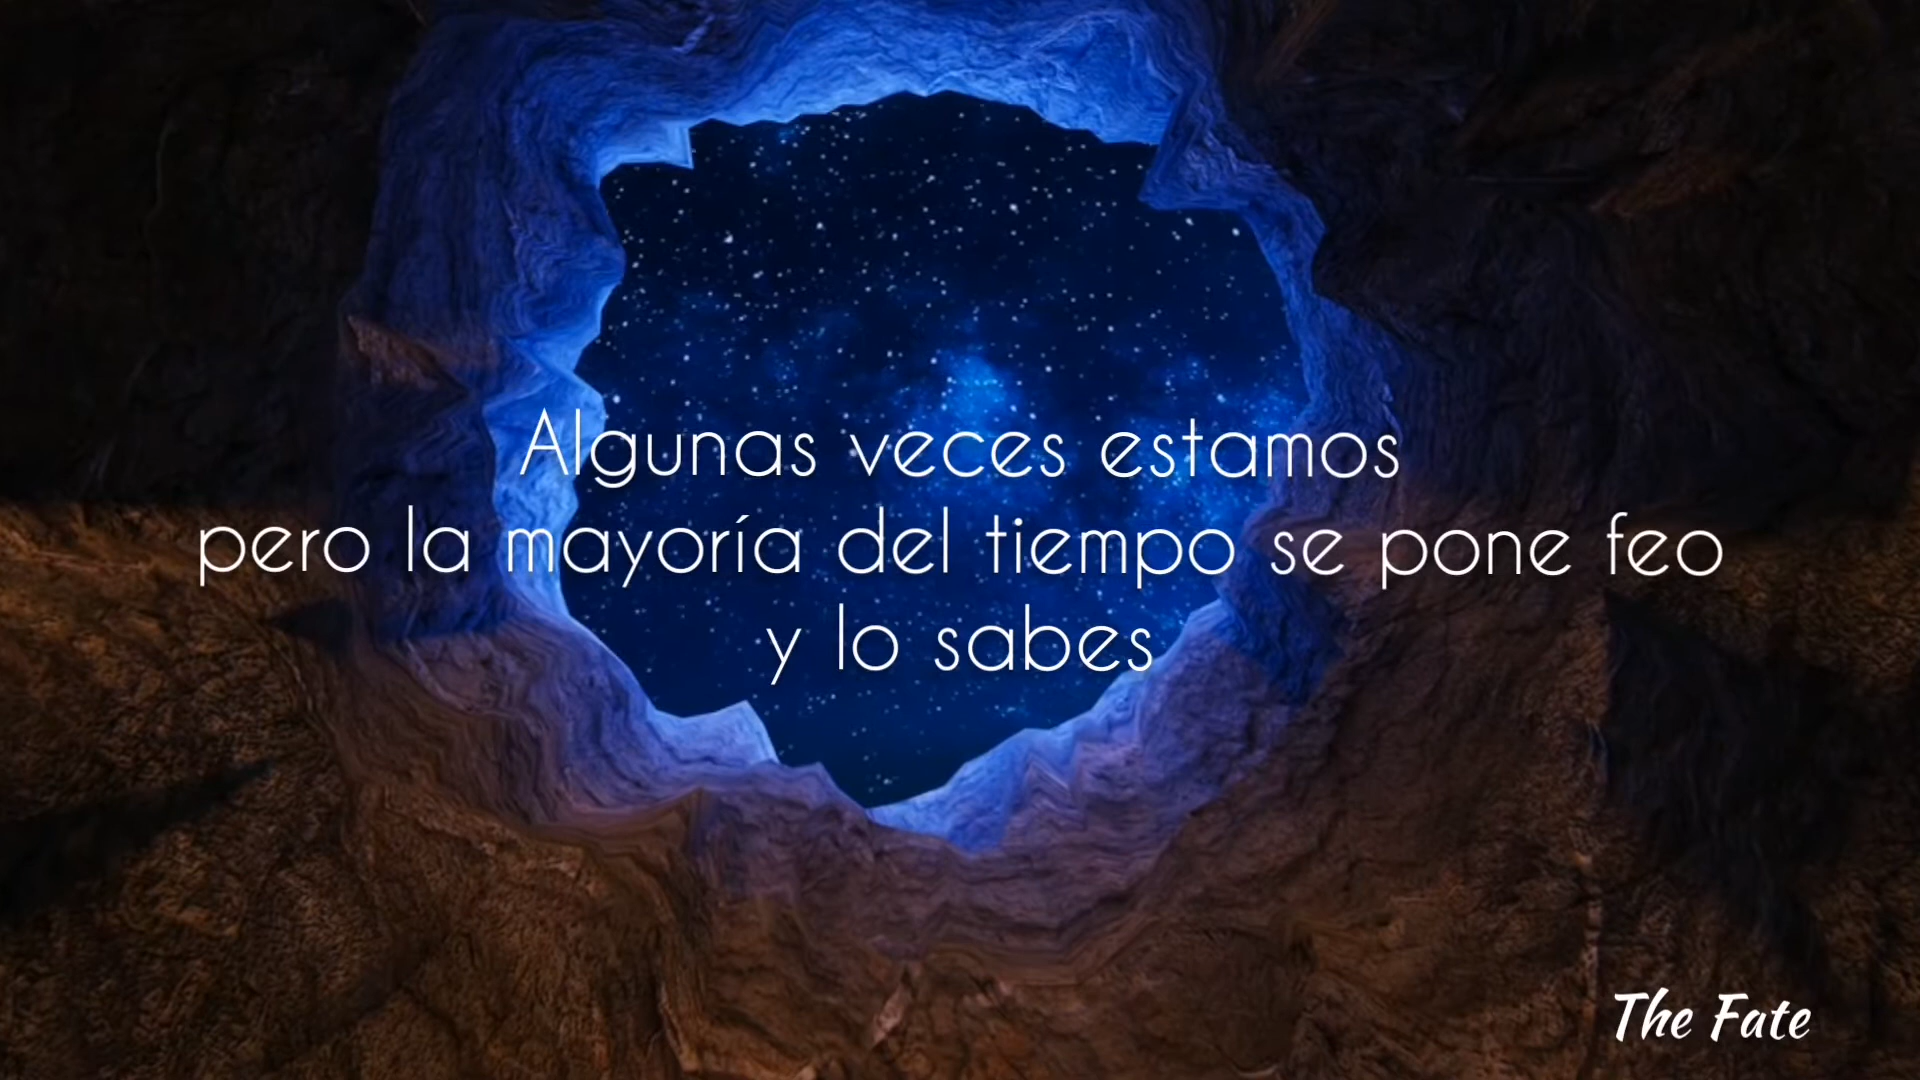 Algunas veces estamos
pero la mayoría del tiempo se pone feo
y lo sabes
The Fate